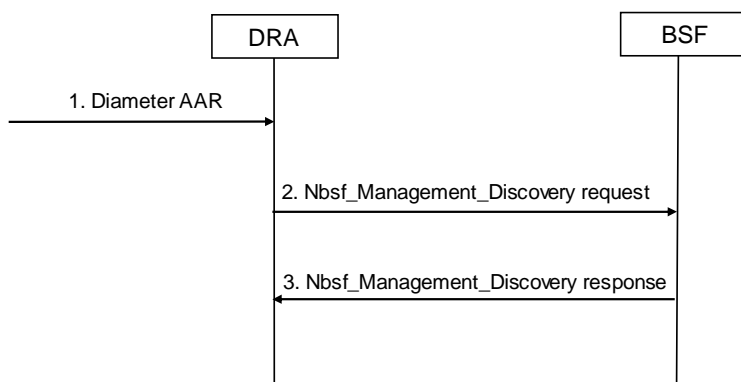 DRA
BSF
1. Diameter AAR
2. Nbsf_Management_Discovery request
3. Nbsf_Management_Discovery response